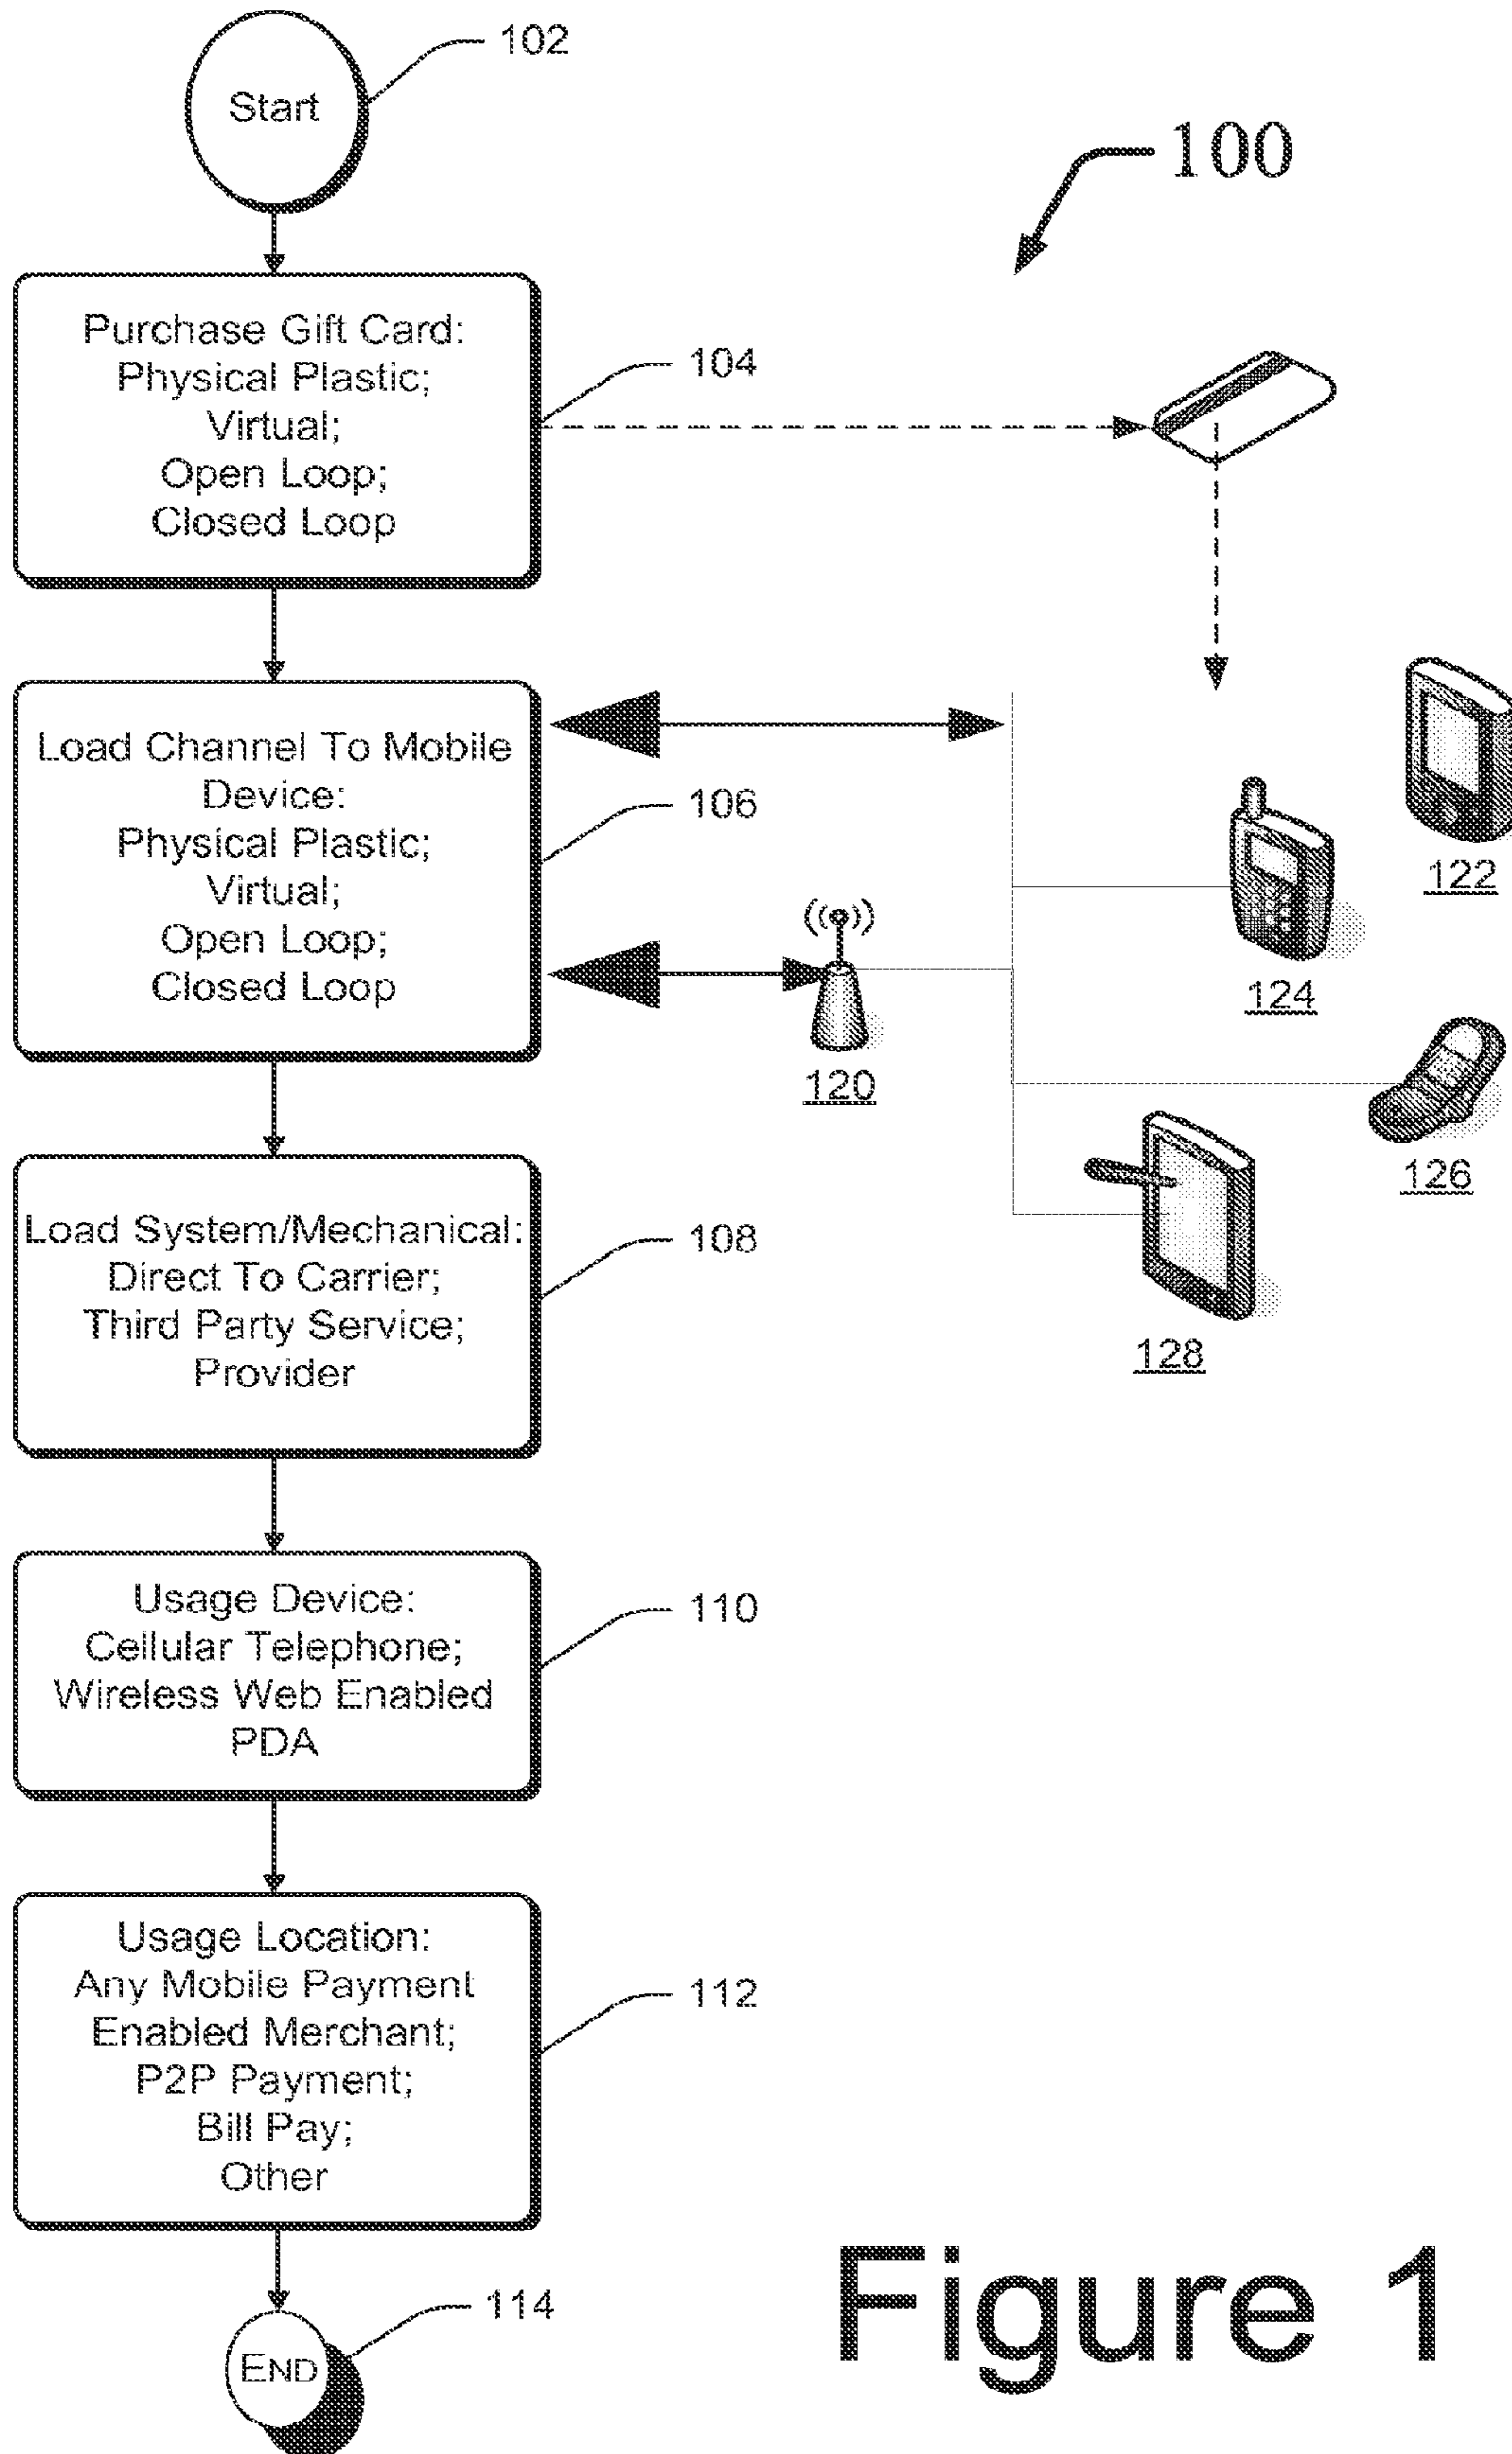 Start
102
100
Purchase Gift Card:
Physical Plastic;
Virtual;
Open Loop;
Closed Loop
104
Load Channel To Mobile
Device:
Physical Plastic;
Virtual;
Open Loop;
Closed Loop
106
120
122
124
126
128
Load System/Mechanical:
Direct To Carrier;
Third Party Service;
Provider
108
Usage Device:
Cellular Telephone;
Wireless Web Enabled
PDA
110
Usage Location:
Any Mobile Payment
Enabled Merchant;
P2P Payment;
Bill Pay;
Other
112
END
114
Figure 1